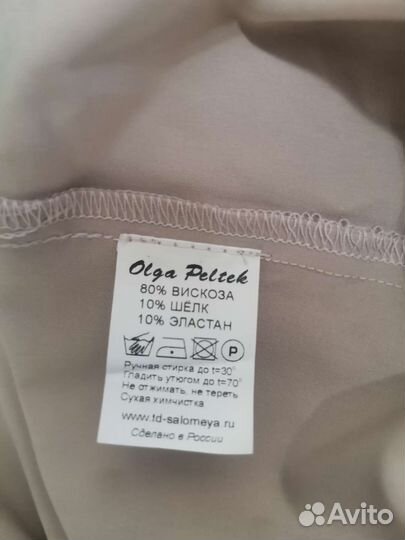 Olga Peltek
80% ВИСКОЗА
10% ШЁЛК
10% ЭЛАСТАН
P
Ручная стирка до t=30°
Гладить утюгом до t=70°
Не отжимать, не тереть
Сухая химчистка
www.td-salomeya.ru
Сделано в России
Avito